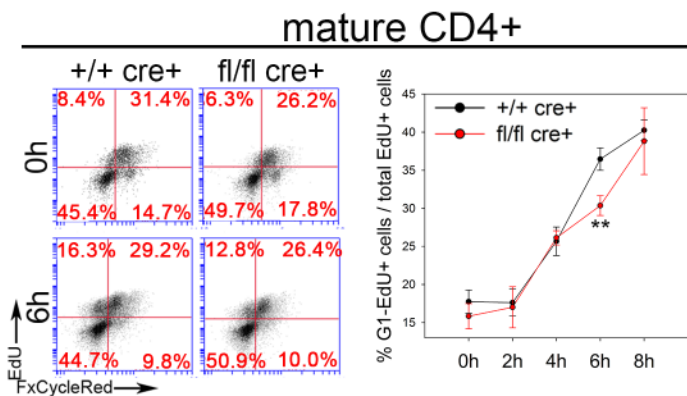 mature CD4+
+/+ cre+ fl/fl cre+
0h
8.4% 31.4% 6.3% 26.2%
45.4% 14.7% 49.7% 17.8%
6h
16.3% 29.2% 12.8% 26.4%
44.7% 9.8% 50.9% 10.0%
EdU
FxCycleRed
% G1-EdU+ cells / total EdU+ cells
+/+ cre+
fl/fl cre+
40
35
30
25
20
15
**
0h 2h 4h 6h 8h